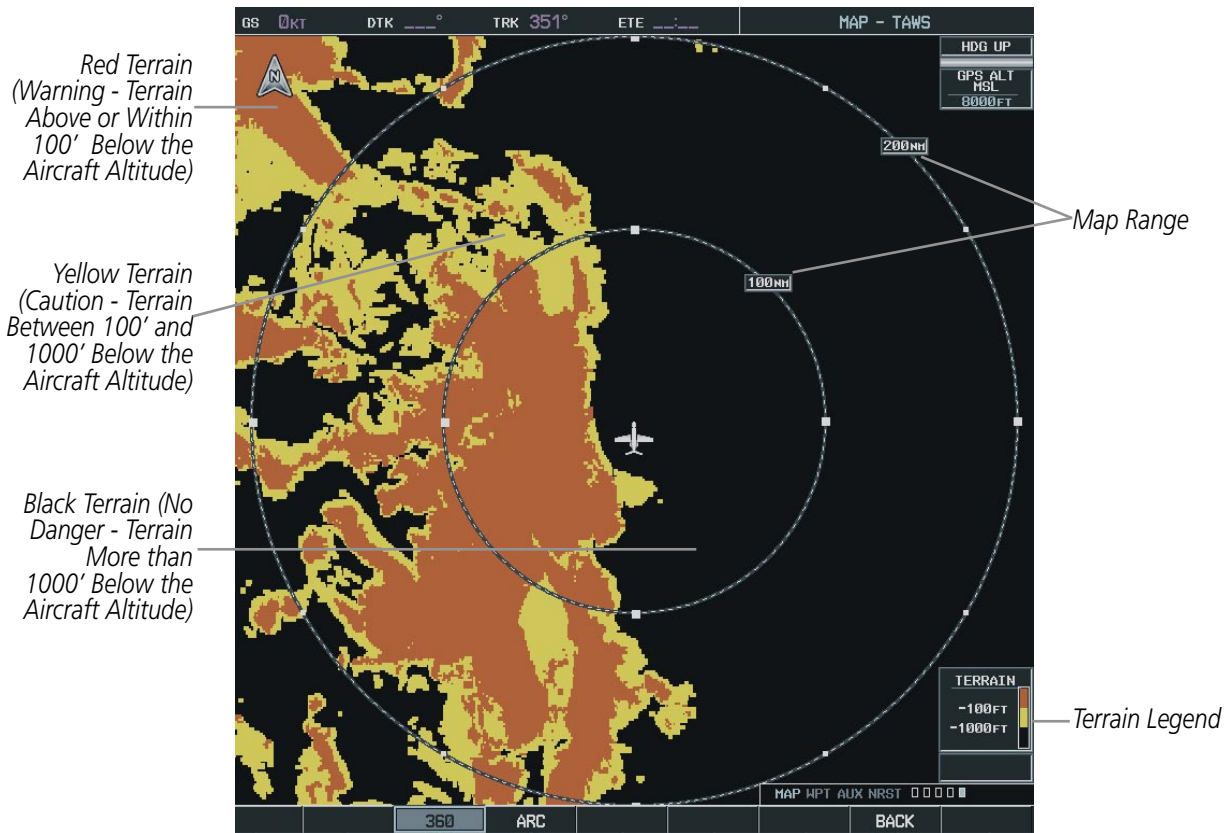 GS 0KT DTK ___° TRK 351° ETE __:__ MAP - TAWS
Red Terrain
(Warning - Terrain
Above or Within
100' Below the
Aircraft Altitude)
N
HDG UP
GPS ALT
MSL
8000FT
200NM
Map Range
100NM
Yellow Terrain
(Caution - Terrain
Between 100' and
1000' Below the
Aircraft Altitude)
Black Terrain (No
Danger - Terrain
More than
1000' Below the
Aircraft Altitude)
TERRAIN
-100FT
-1000FT
Terrain Legend
MAP WPT AUX NRST
360 ARC BACK